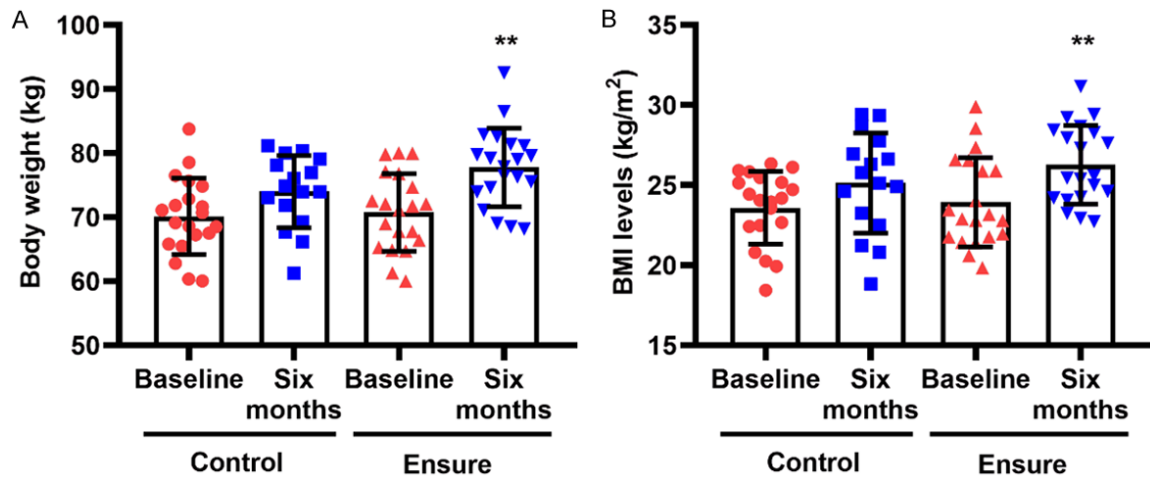 A
Body weight (kg)
100
90
80
70
60
50
**
Baseline
Six
months
Baseline
Six
months
Control
Ensure
B
BMI levels (kg/m²)
35
30
25
20
15
**
Baseline
Six
months
Baseline
Six
months
Control
Ensure